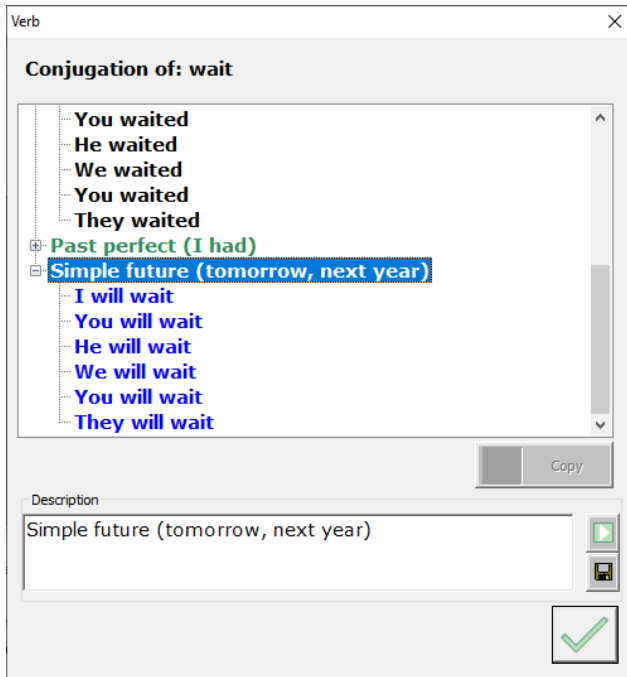 Verb
Conjugation of: wait
You waited
He waited
We waited
You waited
They waited
Past perfect (I had)
Simple future (tomorrow, next year)
I will wait
You will wait
He will wait
We will wait
You will wait
They will wait
Copy
Description
Simple future (tomorrow, next year)